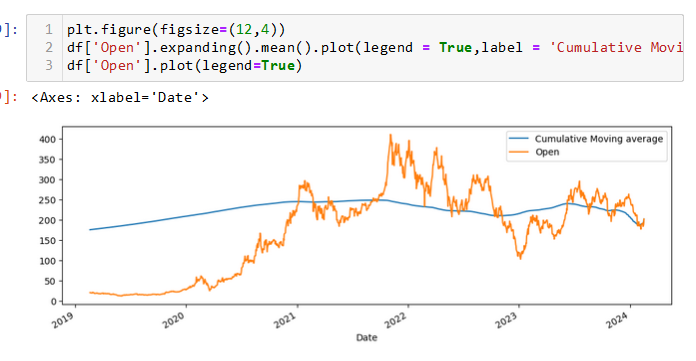 ]: 1 plt.figure(figsize=(12,4))
2 df['Open'].expanding().mean().plot(legend = True,label = 'Cumulative Movi
3 df['Open'].plot(legend=True)
]: <Axes: xlabel='Date'>
Cumulative Moving average
Open
400
350
300
250
200
150
100
50
0
2019
2020
2021
2022
2023
2024
Date